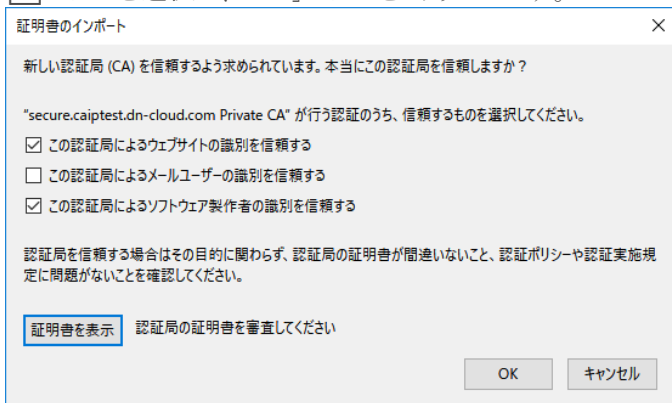 証明書のインポート
新しい認証局 (CA) を信頼するよう求められています。本当にこの認証局を信頼しますか？
“secure.caiptest.dn-cloud.com Private CA” が行う認証のうち、信頼するものを選択してください。
この認証局によるウェブサイトの識別を信頼する
この認証局によるメールユーザーの識別を信頼する
この認証局によるソフトウェア製作者の識別を信頼する
認証局を信頼する場合はその目的に関わらず、認証局の証明書が間違いないこと、認証ポリシーや認証実施規
定に問題がないことを確認してください。
証明書を表示 認証局の証明書を審査してください
OK キャンセル